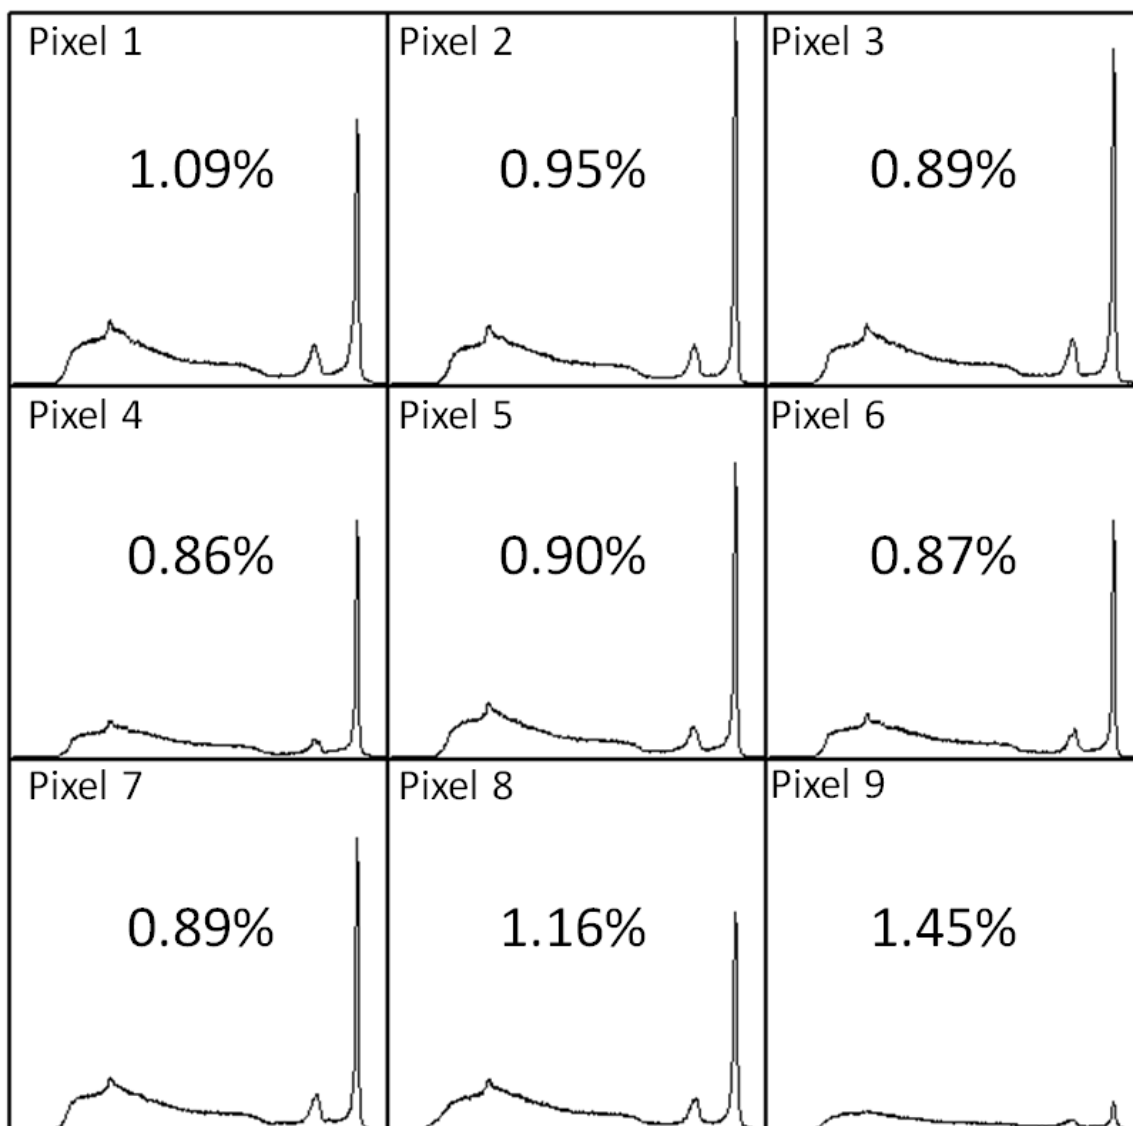 Pixel 1
Pixel 2
Pixel 3
1.09%
0.95%
0.89%
Pixel 4
Pixel 5
Pixel 6
0.86%
0.90%
0.87%
Pixel 7
Pixel 8
Pixel 9
0.89%
1.16%
1.45%